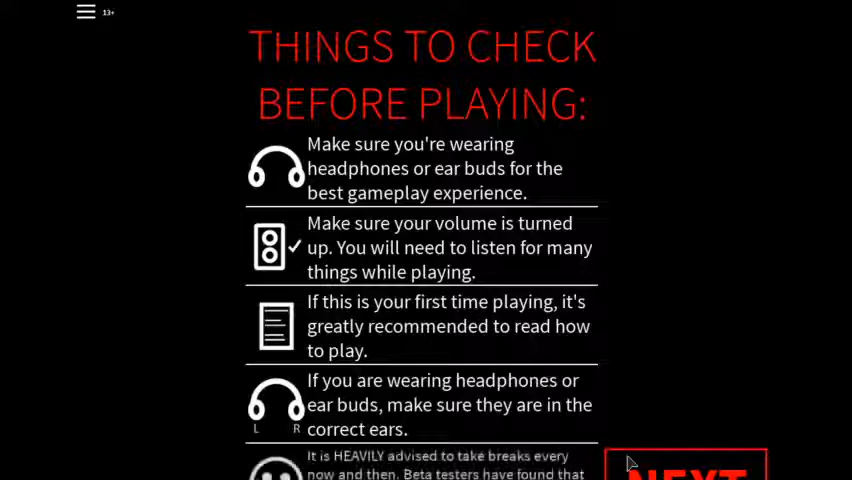 13+
THINGS TO CHECK
BEFORE PLAYING:
Make sure you're wearing
headphones or ear buds for the
best gameplay experience.
Make sure your volume is turned
up. You will need to listen for many
things while playing.
If this is your first time playing, it's
greatly recommended to read how
to play.
If you are wearing headphones or
ear buds, make sure they are in the
correct ears.
L R
It is HEAVILY advised to take breaks every
now and then. Beta testers have found that
NEXT